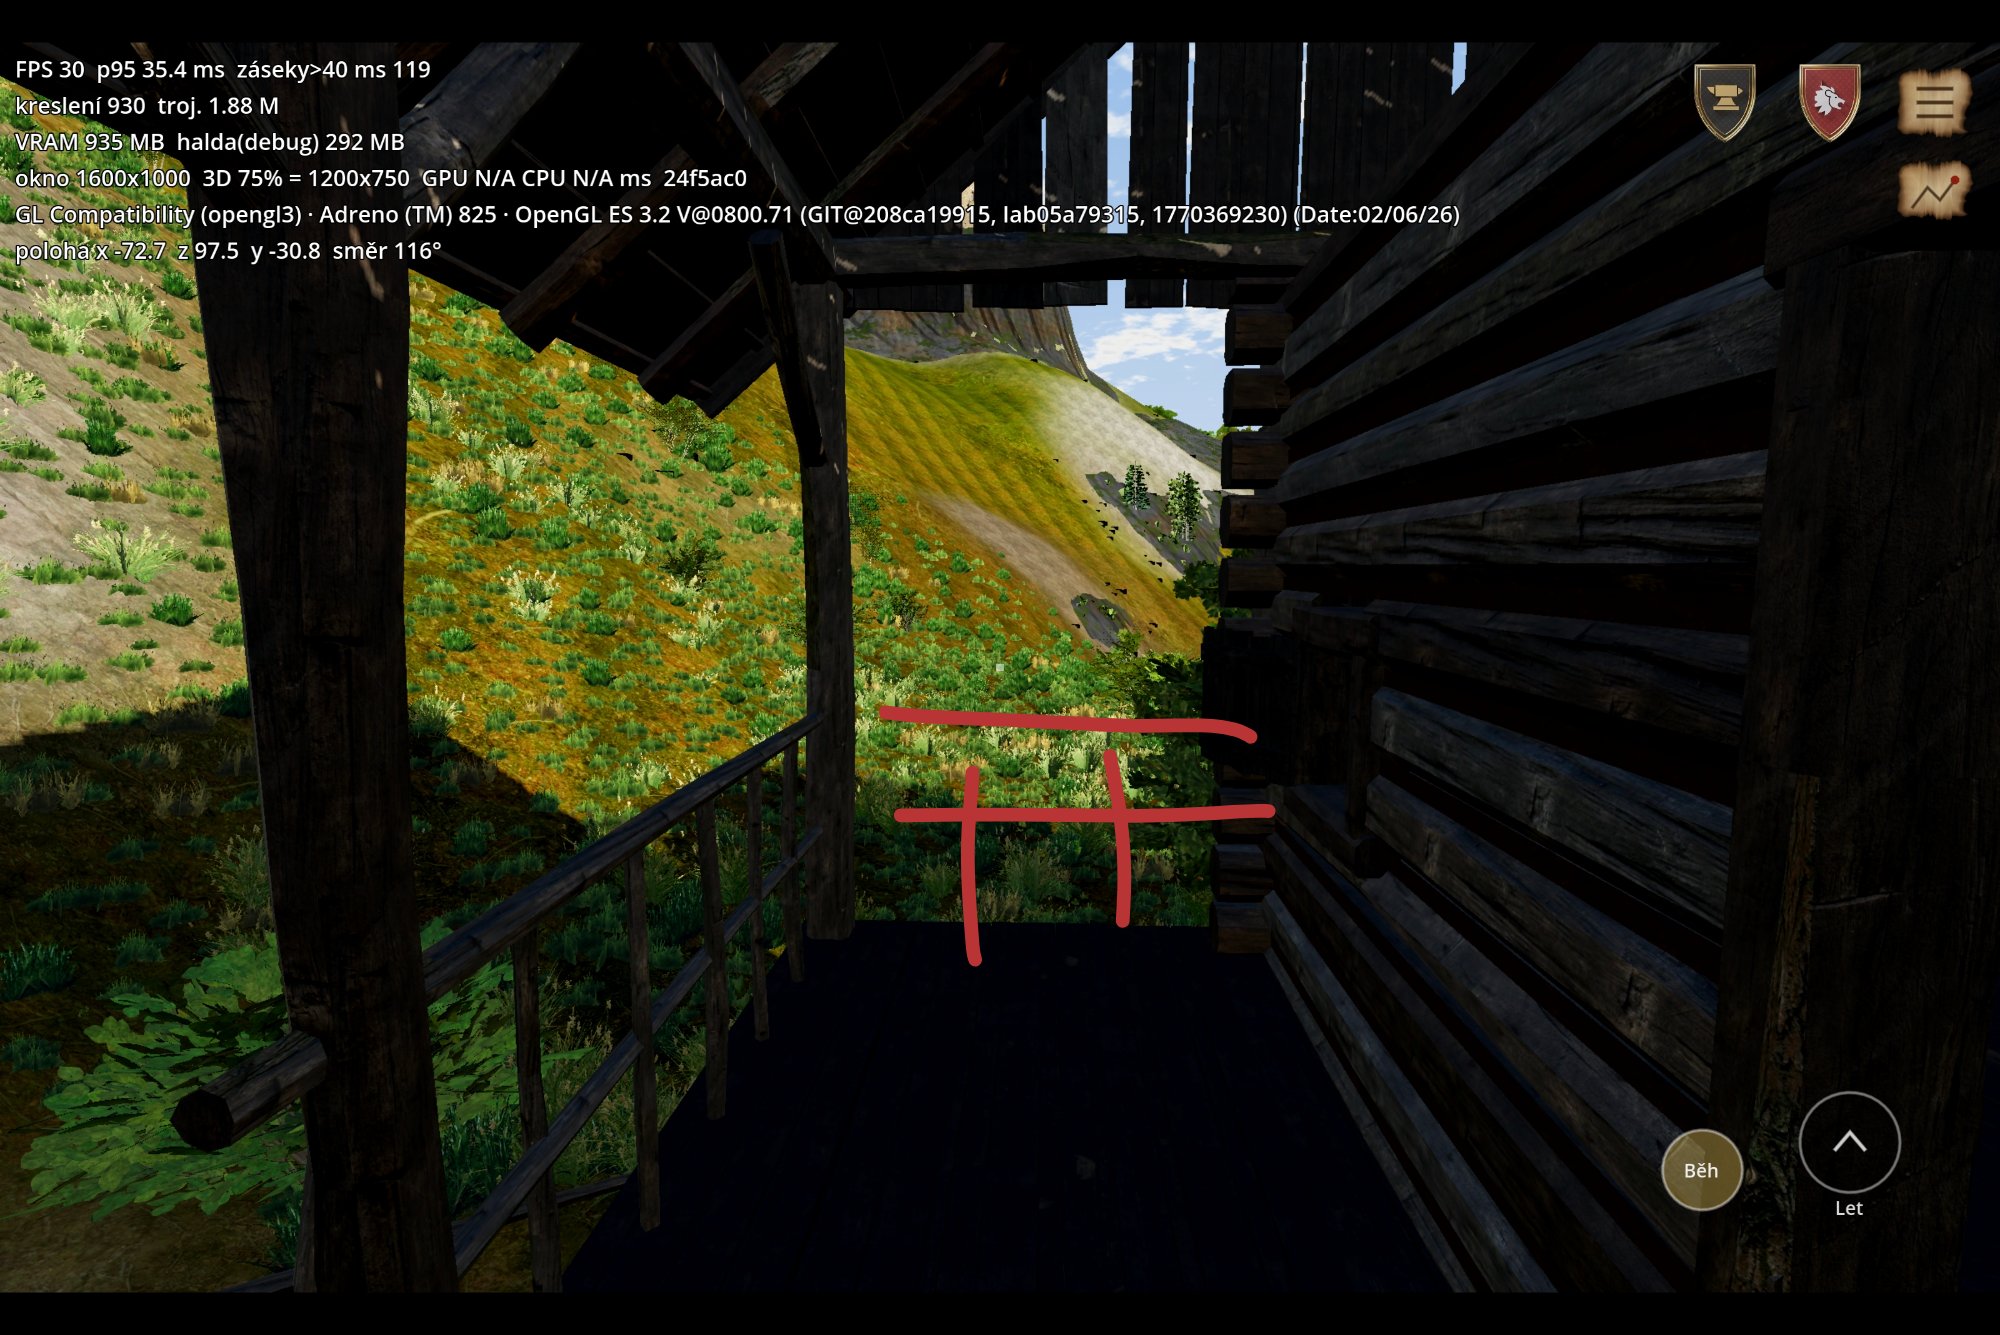 FPS 30  p95 35.4 ms  záseky>40 ms 119
kreslení 930  troj. 1.88 M
VRAM 935 MB  halda(debug) 292 MB
okno 1600x1000  3D 75% = 1200x750  GPU N/A CPU N/A ms  24f5ac0
GL Compatibility (opengl3) · Adreno (TM) 825 · OpenGL ES 3.2 V@0800.71 (GIT@208ca19915, Iab05a79315, 1770369230) (Date:02/06/26)
poloha x -72.7  z 97.5  y -30.8  směr 116°
Běh
Let